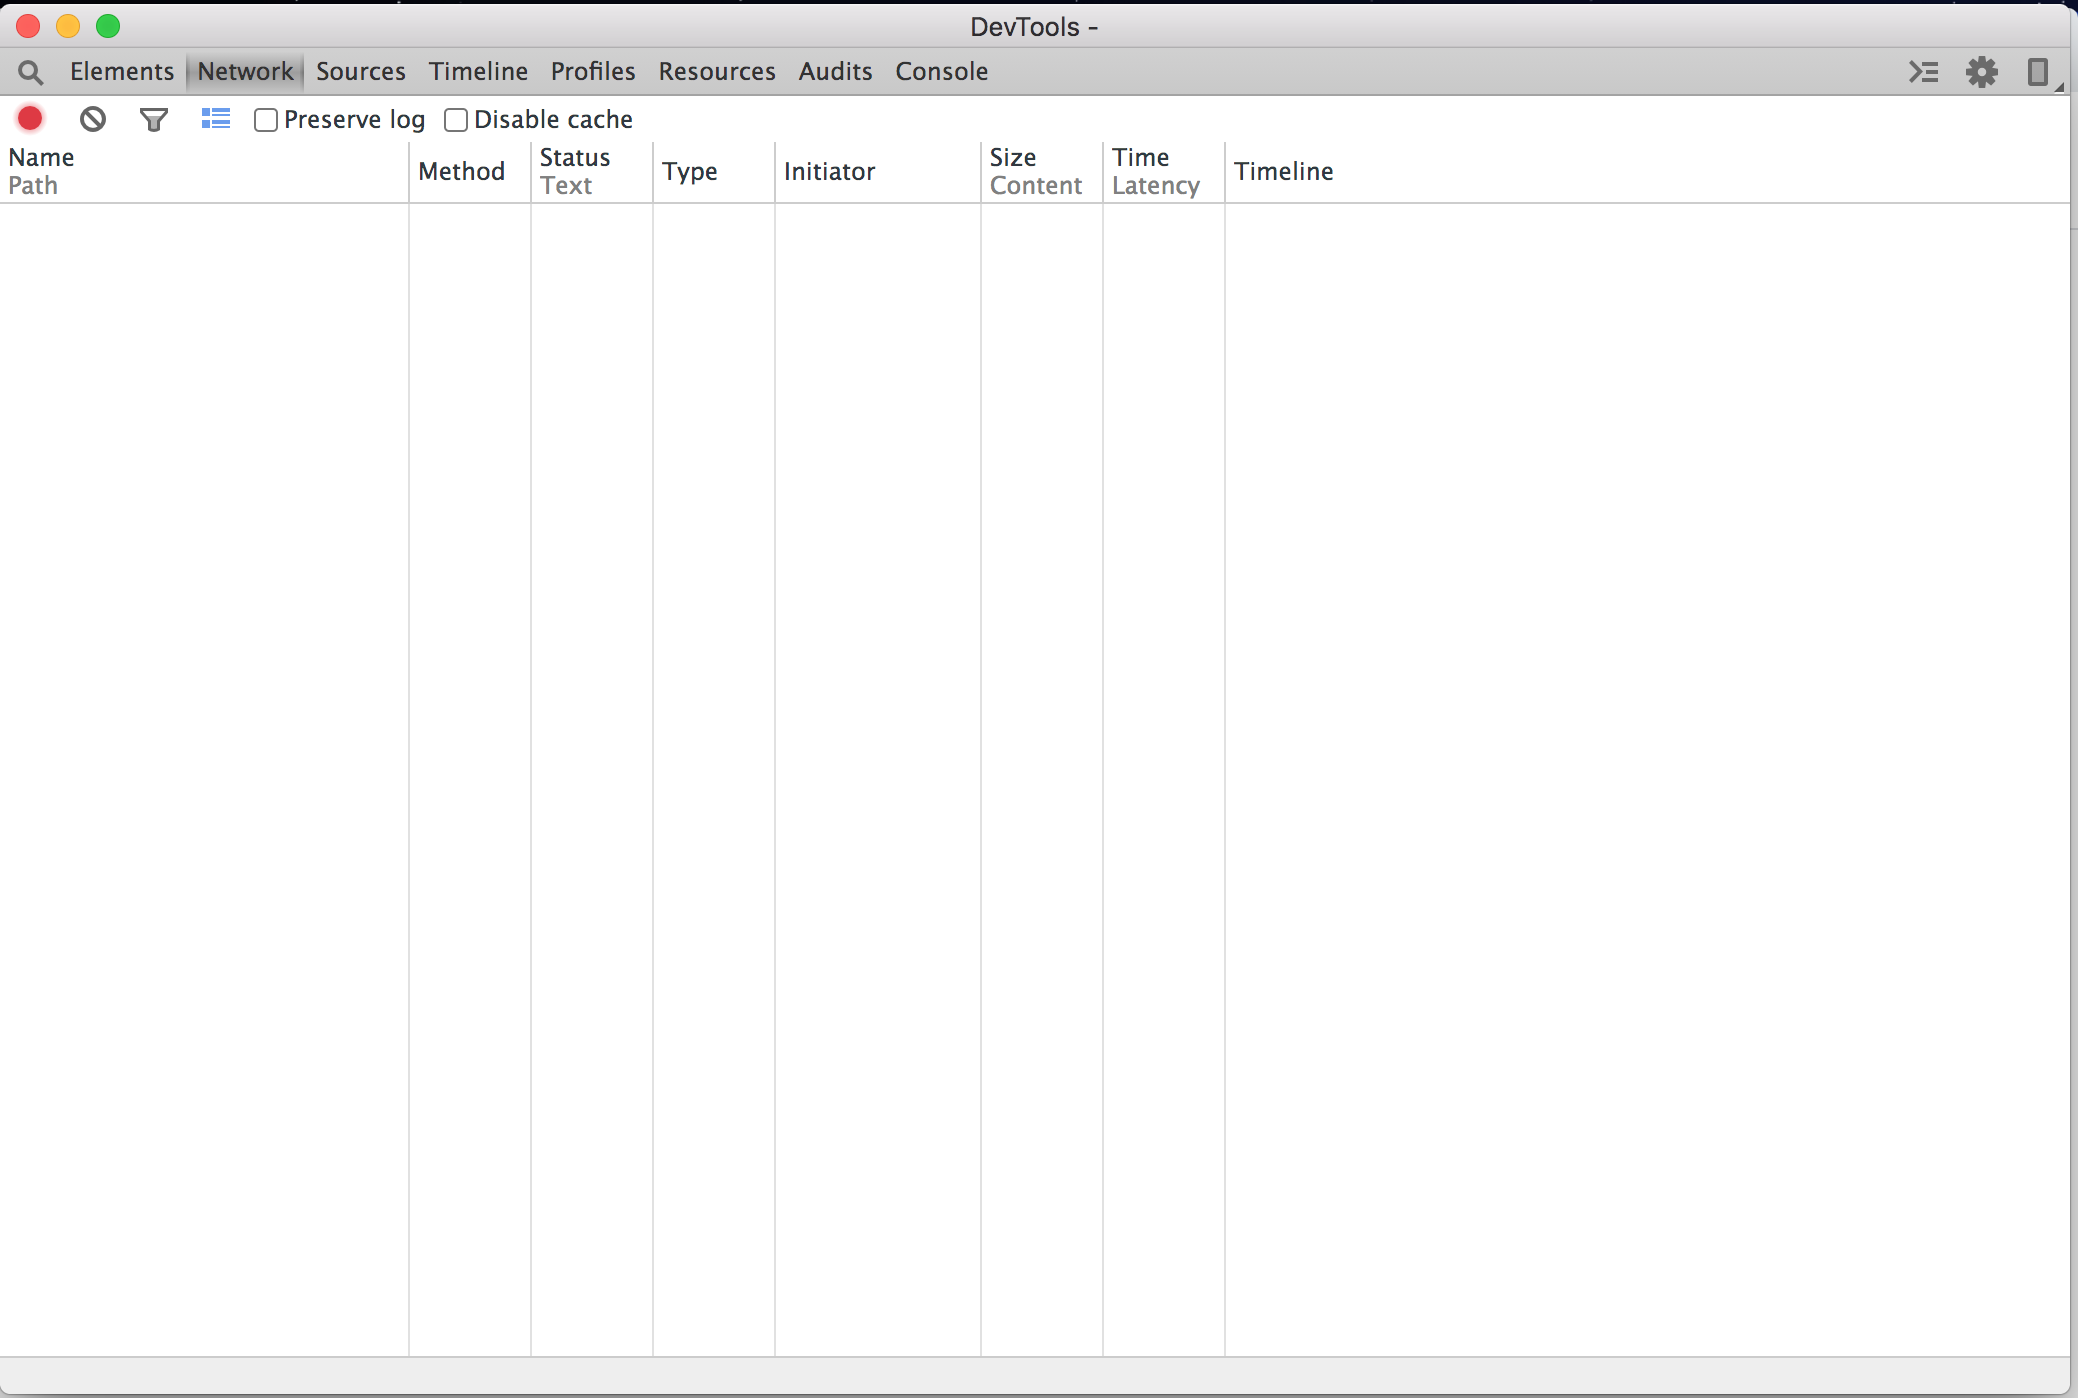 DevTools -
Elements Network Sources Timeline Profiles Resources Audits Console
Preserve log Disable cache
Name Method Status Type Initiator Size Time Timeline
Path Text Content Latency